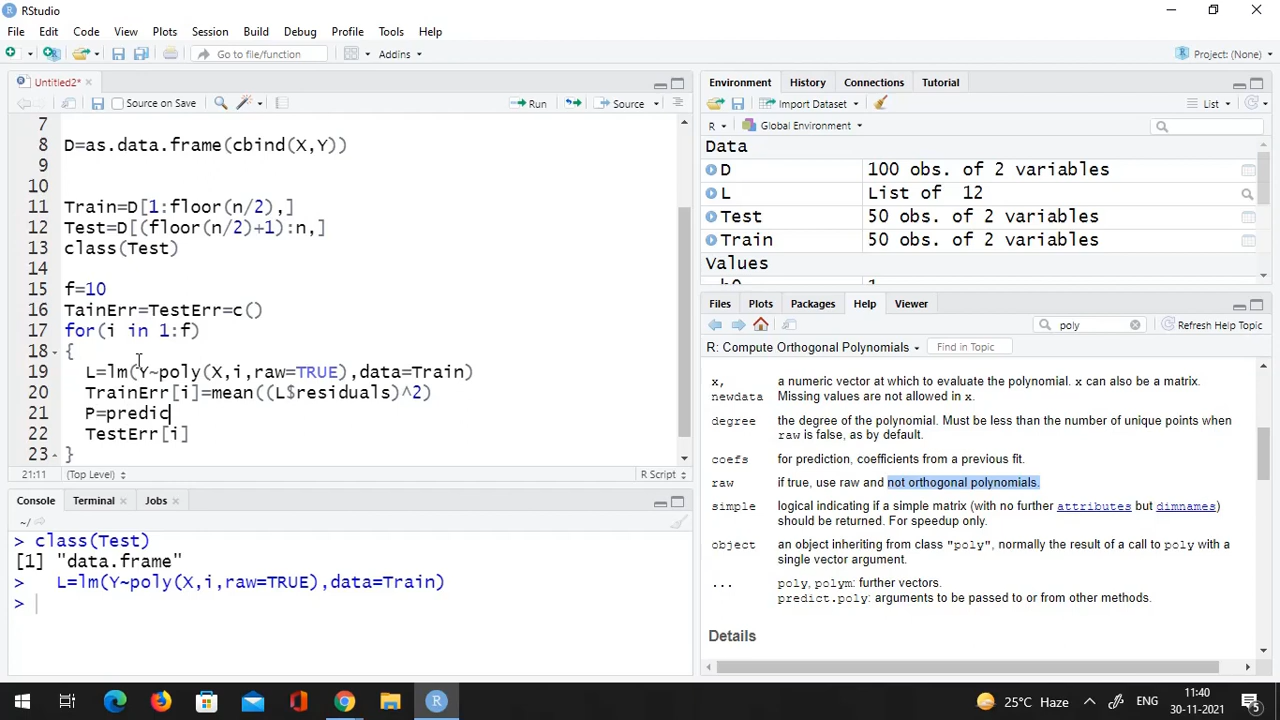 RStudio
File Edit Code View Plots Session Build Debug Profile Tools Help
Go to file/function Addins Project: (None)
Untitled2*
Source on Save Run Source
7
8 D=as.data.frame(cbind(X,Y))
9
10
11 Train=D[1:floor(n/2),]
12 Test=D[(floor(n/2)+1):n,]
13 class(Test)
14
15 f=10
16 TainErr=TestErr=c()
17 for(i in 1:f)
18 {
19 L=lm(Y~poly(X,i,raw=TRUE),data=Train)
20 TrainErr[i]=mean((L$residuals)^2)
21 P=predic
22 TestErr[i]
23 }
21:11 (Top Level) R Script
Console Terminal Jobs
~/
> class(Test)
[1] "data.frame"
> L=lm(Y~poly(X,i,raw=TRUE),data=Train)
>
Environment History Connections Tutorial
Import Dataset List
R Global Environment
Data
D 100 obs. of 2 variables
L List of 12
Test 50 obs. of 2 variables
Train 50 obs. of 2 variables
Values
Files Plots Packages Help Viewer
poly Refresh Help Topic
R: Compute Orthogonal Polynomials Find in Topic
x, a numeric vector at which to evaluate the polynomial. x can also be a matrix.
newdata Missing values are not allowed in x.
degree the degree of the polynomial. Must be less than the number of unique points when
raw is false, as by default.
coefs for prediction, coefficients from a previous fit.
raw if true, use raw and not orthogonal polynomials.
simple logical indicating if a simple matrix (with no further attributes but dimnames)
should be returned. For speedup only.
object an object inheriting from class "poly", normally the result of a call to poly with a
single vector argument.
... poly, polym: further vectors.
predict.poly: arguments to be passed to or from other methods.
Details
25°C Haze ENG 11:40
30-11-2021 5